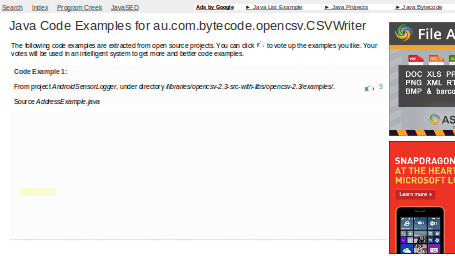 Search Index Program Creek JavaSED Ads by Google ► Java List Example ► Java Projects ► Java Bytecode
Java Code Examples for au.com.bytecode.opencsv.CSVWriter
The following code examples are extracted from open source projects. You can click to vote up the examples you like. Your
votes will be used in an intelligent system to get more and better code examples.
Code Example 1:
From project AndroidSensorLogger, under directory /libraries/opencsv-2.3-src-with-libs/opencsv-2.3/examples/.
9
Source AddressExample.java
File A
DOC XLS PP
PNG XML RT
BMP & barco
AS
SNAPDRAGON
AT THE HEART
MICROSOFT LU
Learn more